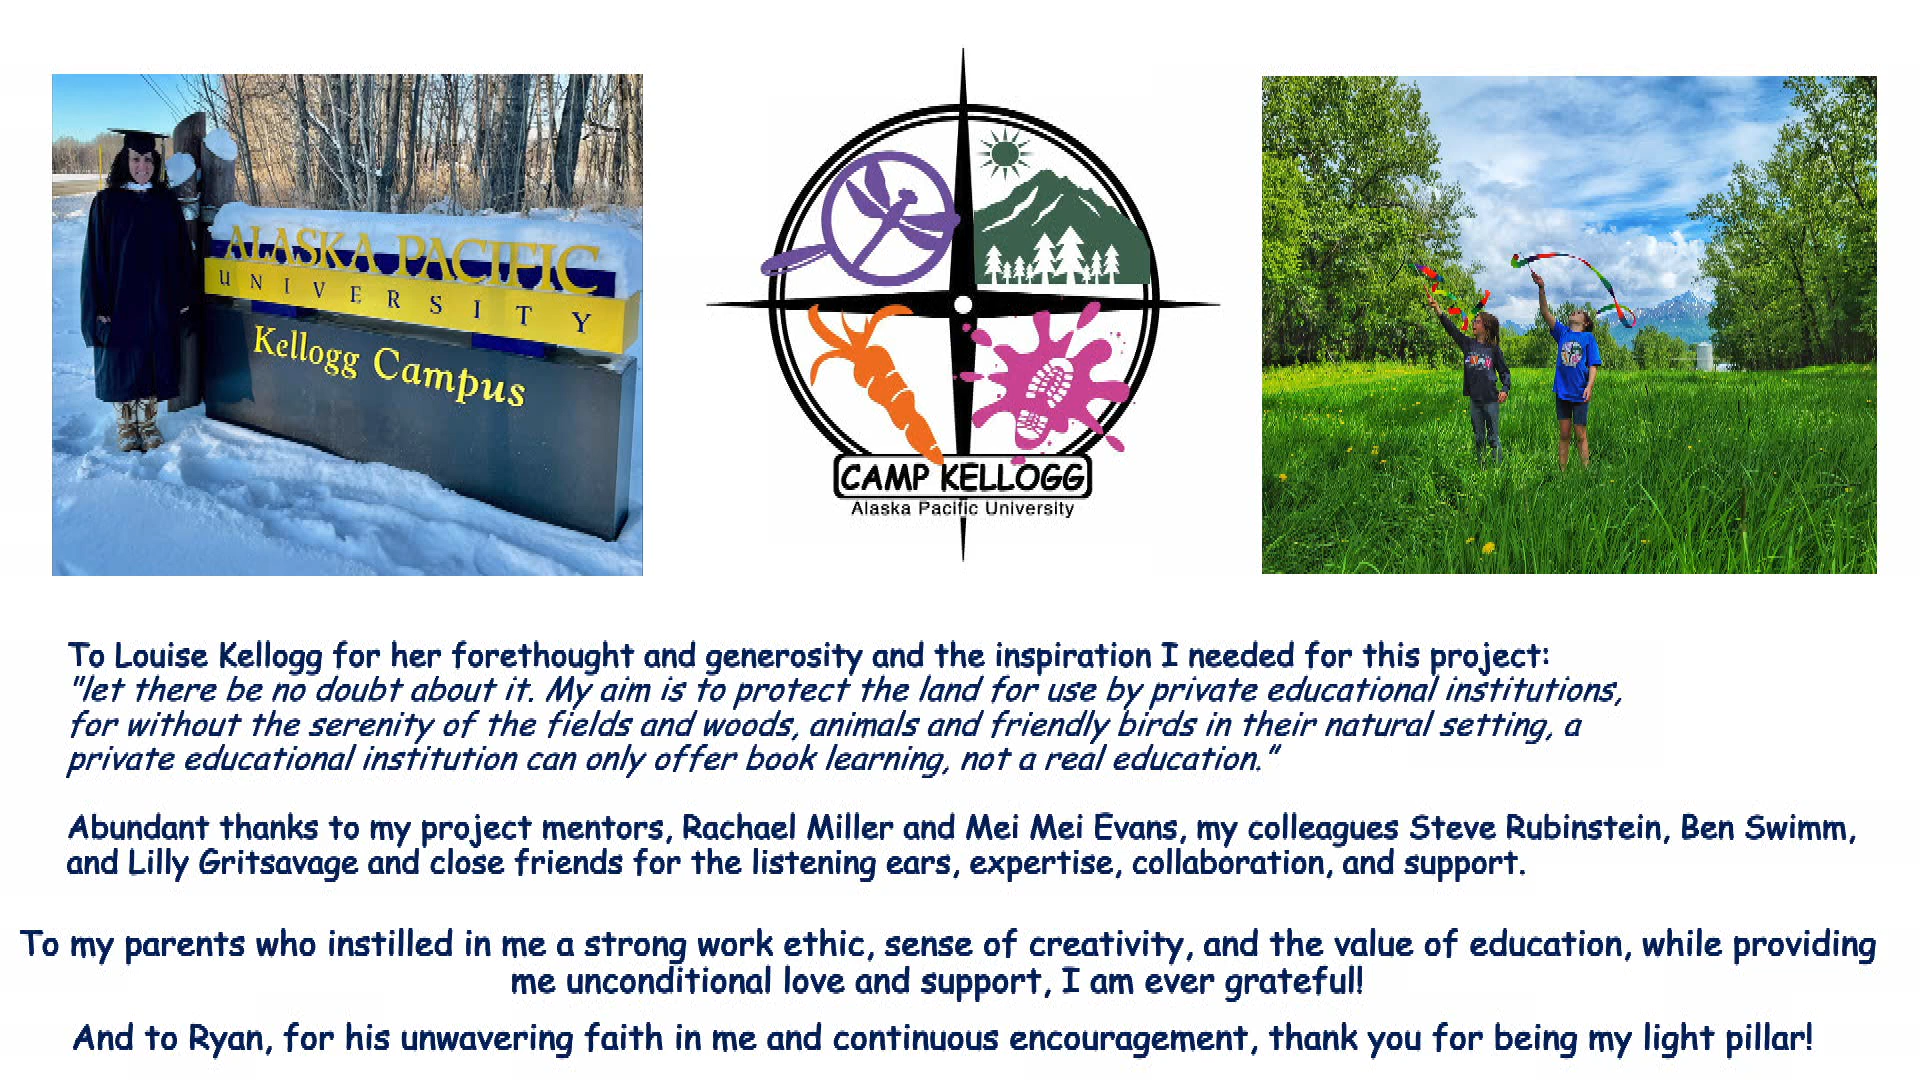 ALASKA PACIFIC
UNIVERSITY
Kellogg Campus
CAMP KELLOGG
Alaska Pacific University
To Louise Kellogg for her forethought and generosity and the inspiration I needed for this project:
"let there be no doubt about it. My aim is to protect the land for use by private educational institutions,
for without the serenity of the fields and woods, animals and friendly birds in their natural setting, a
private educational institution can only offer book learning, not a real education.”
Abundant thanks to my project mentors, Rachael Miller and Mei Mei Evans, my colleagues Steve Rubinstein, Ben Swimm,
and Lilly Gritsavage and close friends for the listening ears, expertise, collaboration, and support.
To my parents who instilled in me a strong work ethic, sense of creativity, and the value of education, while providing
me unconditional love and support, I am ever grateful!
And to Ryan, for his unwavering faith in me and continuous encouragement, thank you for being my light pillar!